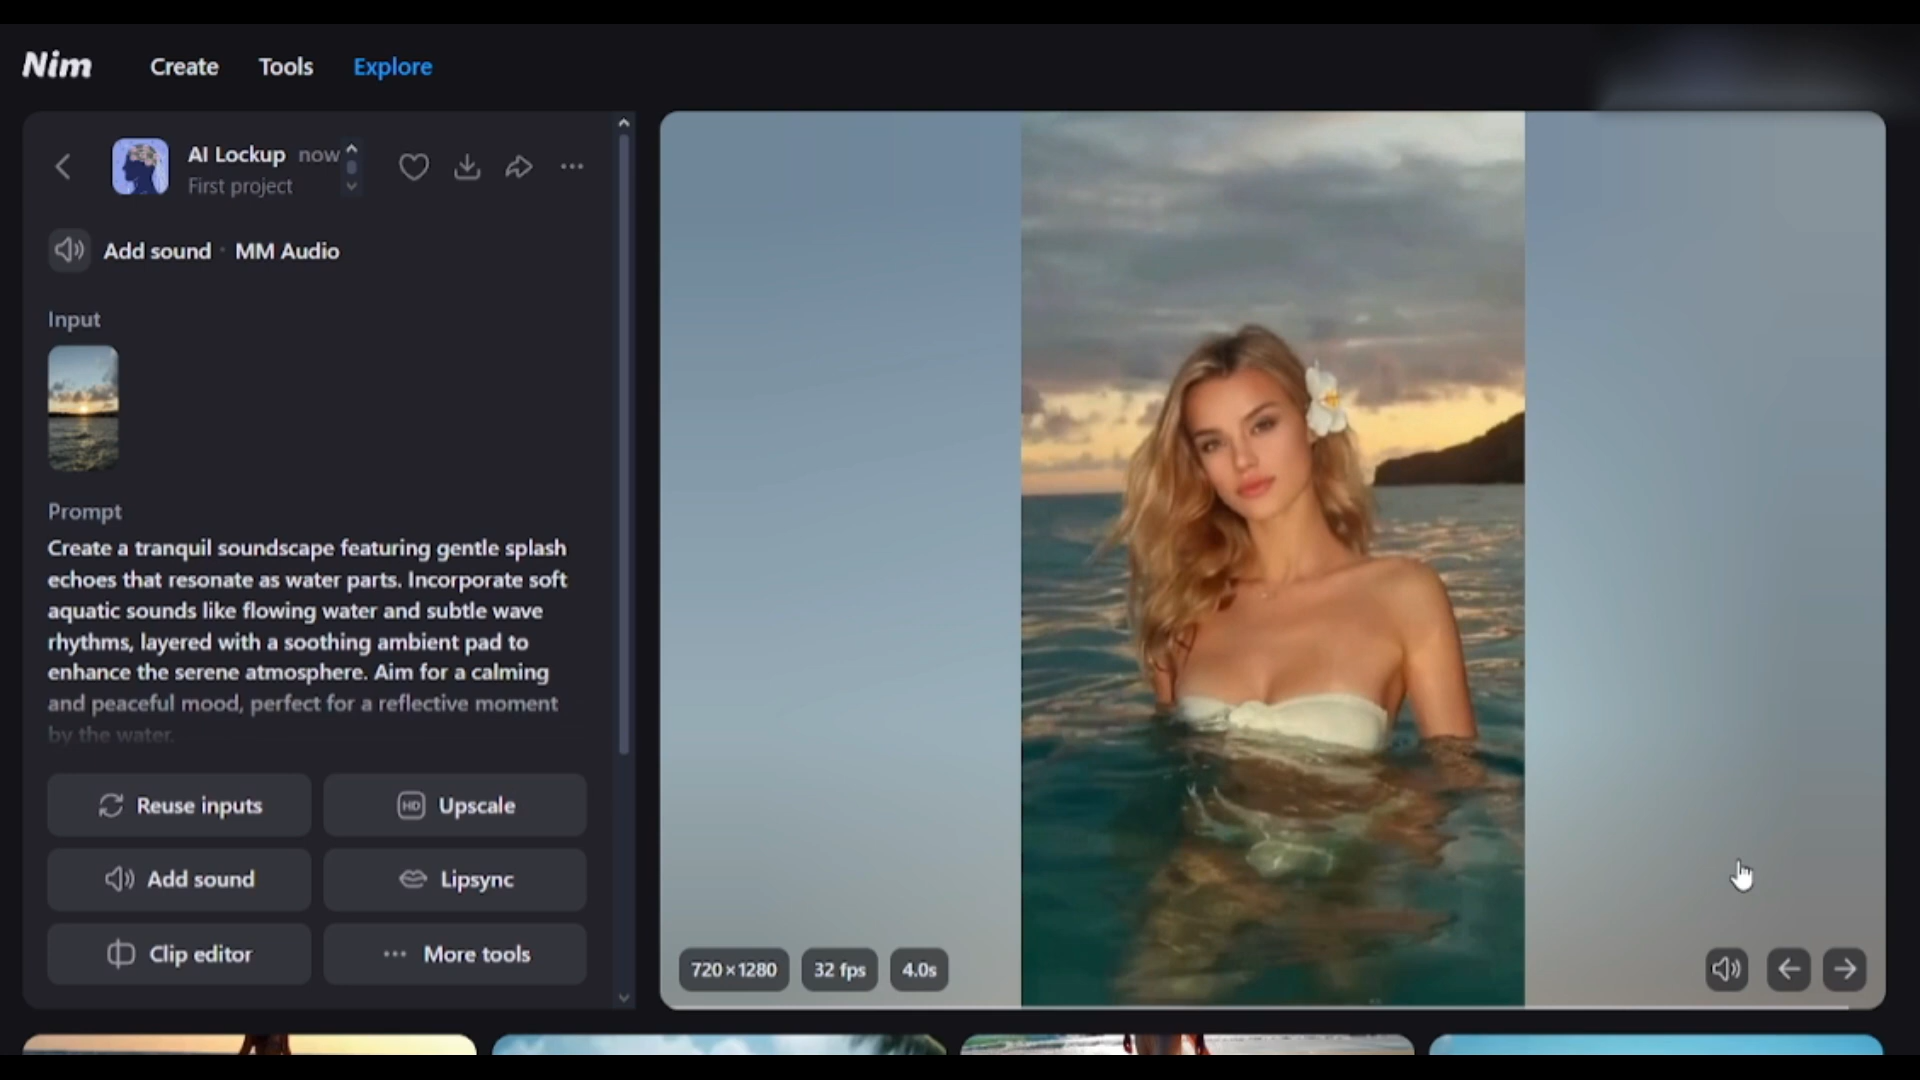 Nim
Create
Tools
Explore
AI Lockup now
First project
Add sound · MM Audio
Input
Prompt
Create a tranquil soundscape featuring gentle splash
echoes that resonate as water parts. Incorporate soft
aquatic sounds like flowing water and subtle wave
rhythms, layered with a soothing ambient pad to
enhance the serene atmosphere. Aim for a calming
and peaceful mood, perfect for a reflective moment
by the water.
Reuse inputs
HD Upscale
Add sound
Lipsync
Clip editor
More tools
720×1280
32 fps
4.0s